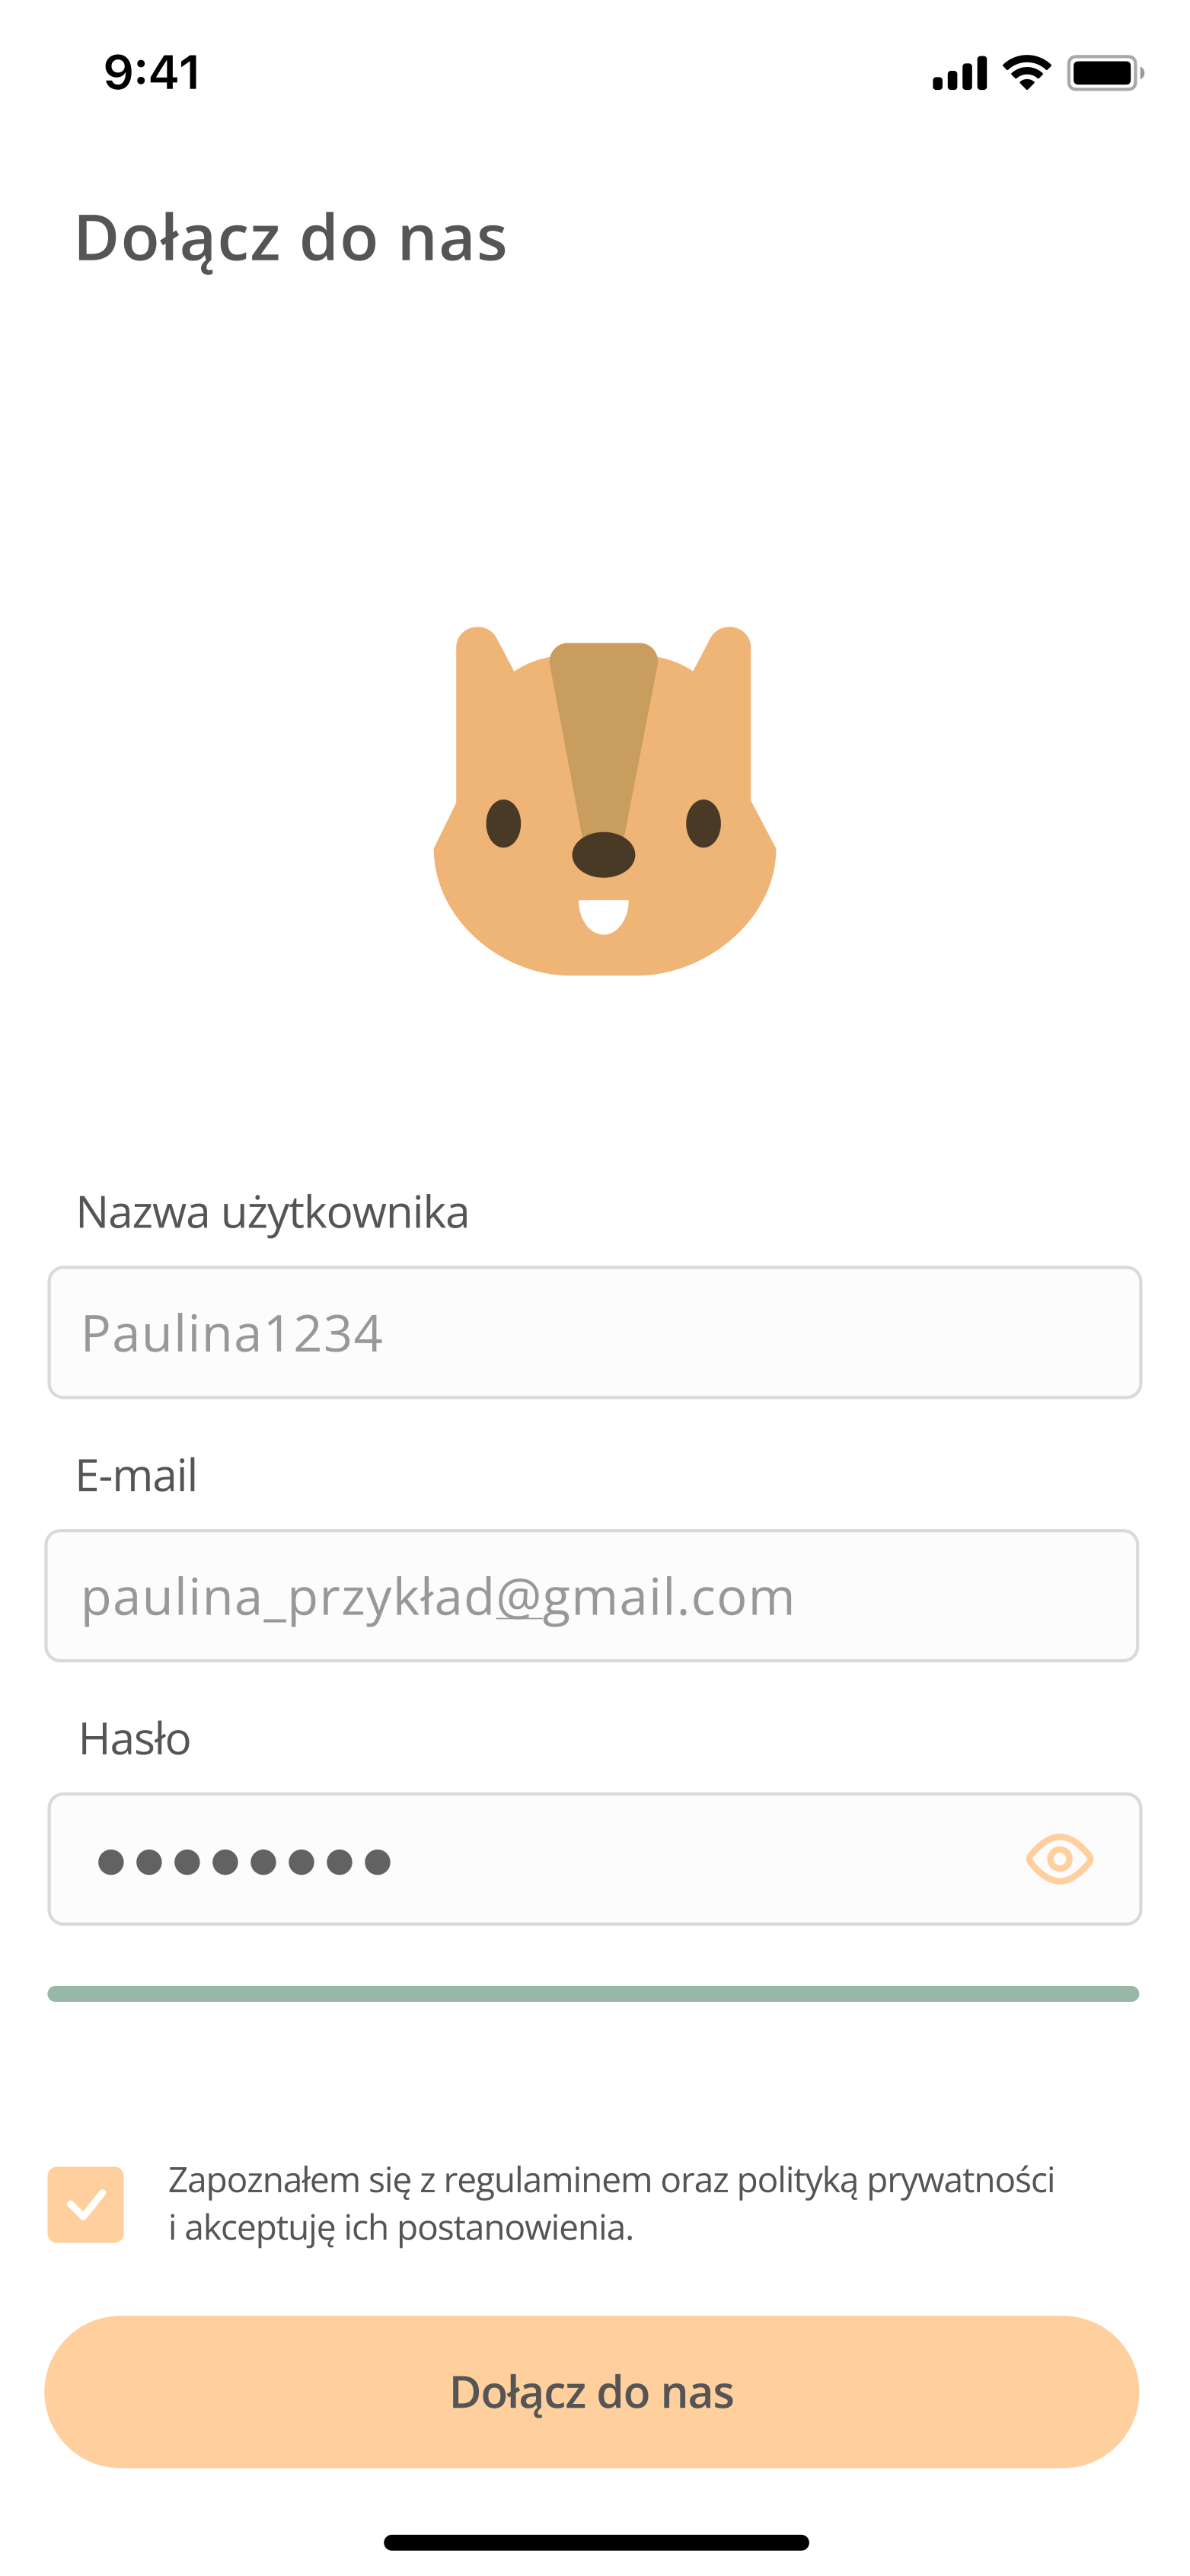 9:41
Dołącz do nas
Nazwa użytkownika
Paulina1234
E-mail
paulina_przykład@gmail.com
Hasło
Zapoznałem się z regulaminem oraz polityką prywatności
i akceptuję ich postanowienia.
Dołącz do nas